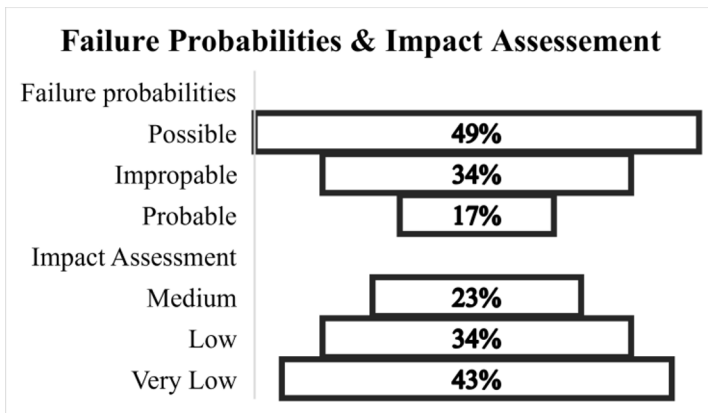 Failure Probabilities & Impact Assessement
Failure probabilities
Possible 49%
Impropable 34%
Probable 17%
Impact Assessment
Medium 23%
Low 34%
Very Low 43%